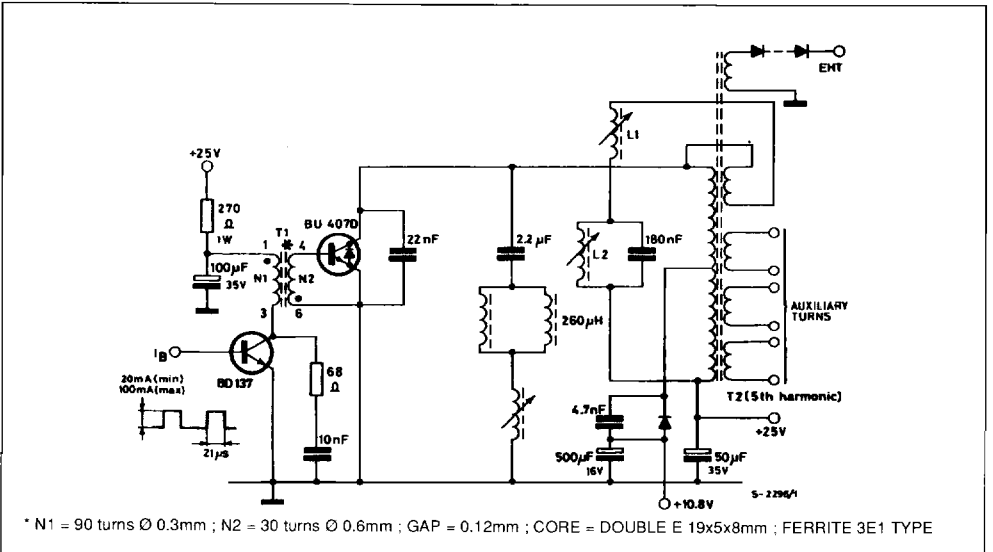 EHT
L1
+25V
270
Ω
1W
T1
*
BU 407D
1
4
22nF
2.2 µF
L2
180nF
100µF
35V
N1
N2
3
6
260µH
AUXILIARY
TURNS
IB
BD137
68
Ω
20mA(min)
100mA(max)
21µs
10nF
T2(5th harmonic)
+25V
4.7nF
500µF
16V
50µF
35V
+10.8V
S-2296/1
* N1 = 90 turns Ø 0.3mm ; N2 = 30 turns Ø 0.6mm ; GAP = 0.12mm ; CORE = DOUBLE E 19x5x8mm ; FERRITE 3E1 TYPE